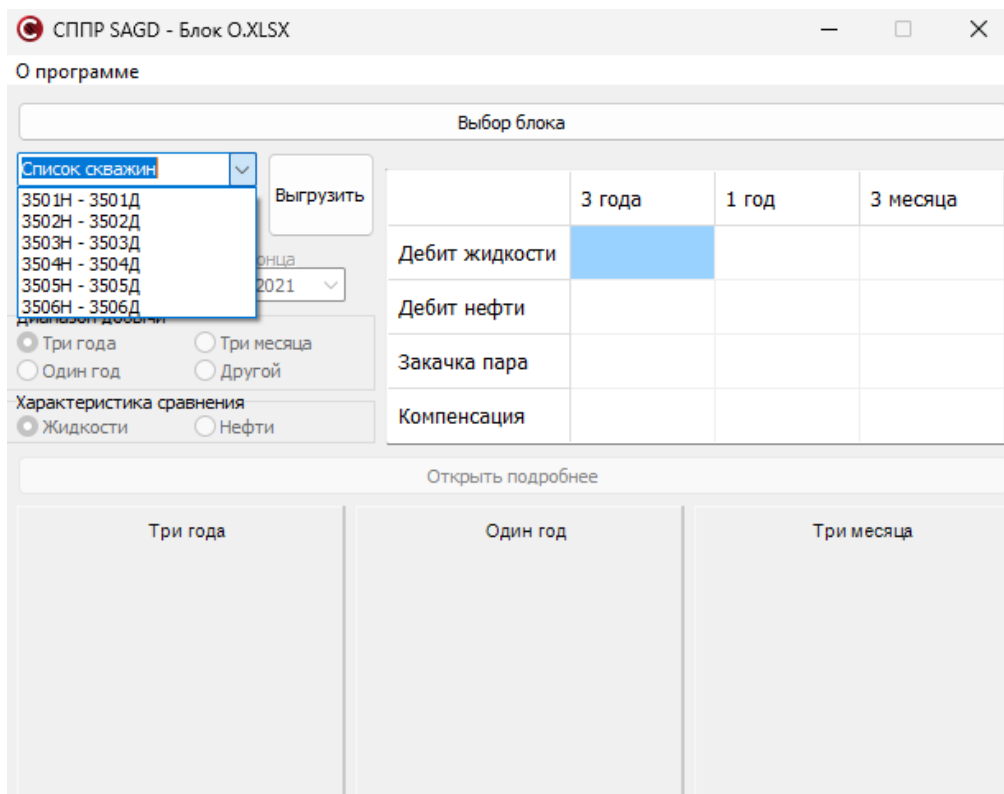 СППР SAGD - Блок O.XLSX
О программе
Выбор блока
Список скважин
Выгрузить
3501Н - 3501Д
3502Н - 3502Д
3503Н - 3503Д
3504Н - 3504Д
3505Н - 3505Д
3506Н - 3506Д
2021
Диапазон добычи
Три года
Три месяца
Один год
Другой
Характеристика сравнения
Жидкости
Нефти
3 года
1 год
3 месяца
Дебит жидкости
Дебит нефти
Закачка пара
Компенсация
Открыть подробнее
Три года
Один год
Три месяца